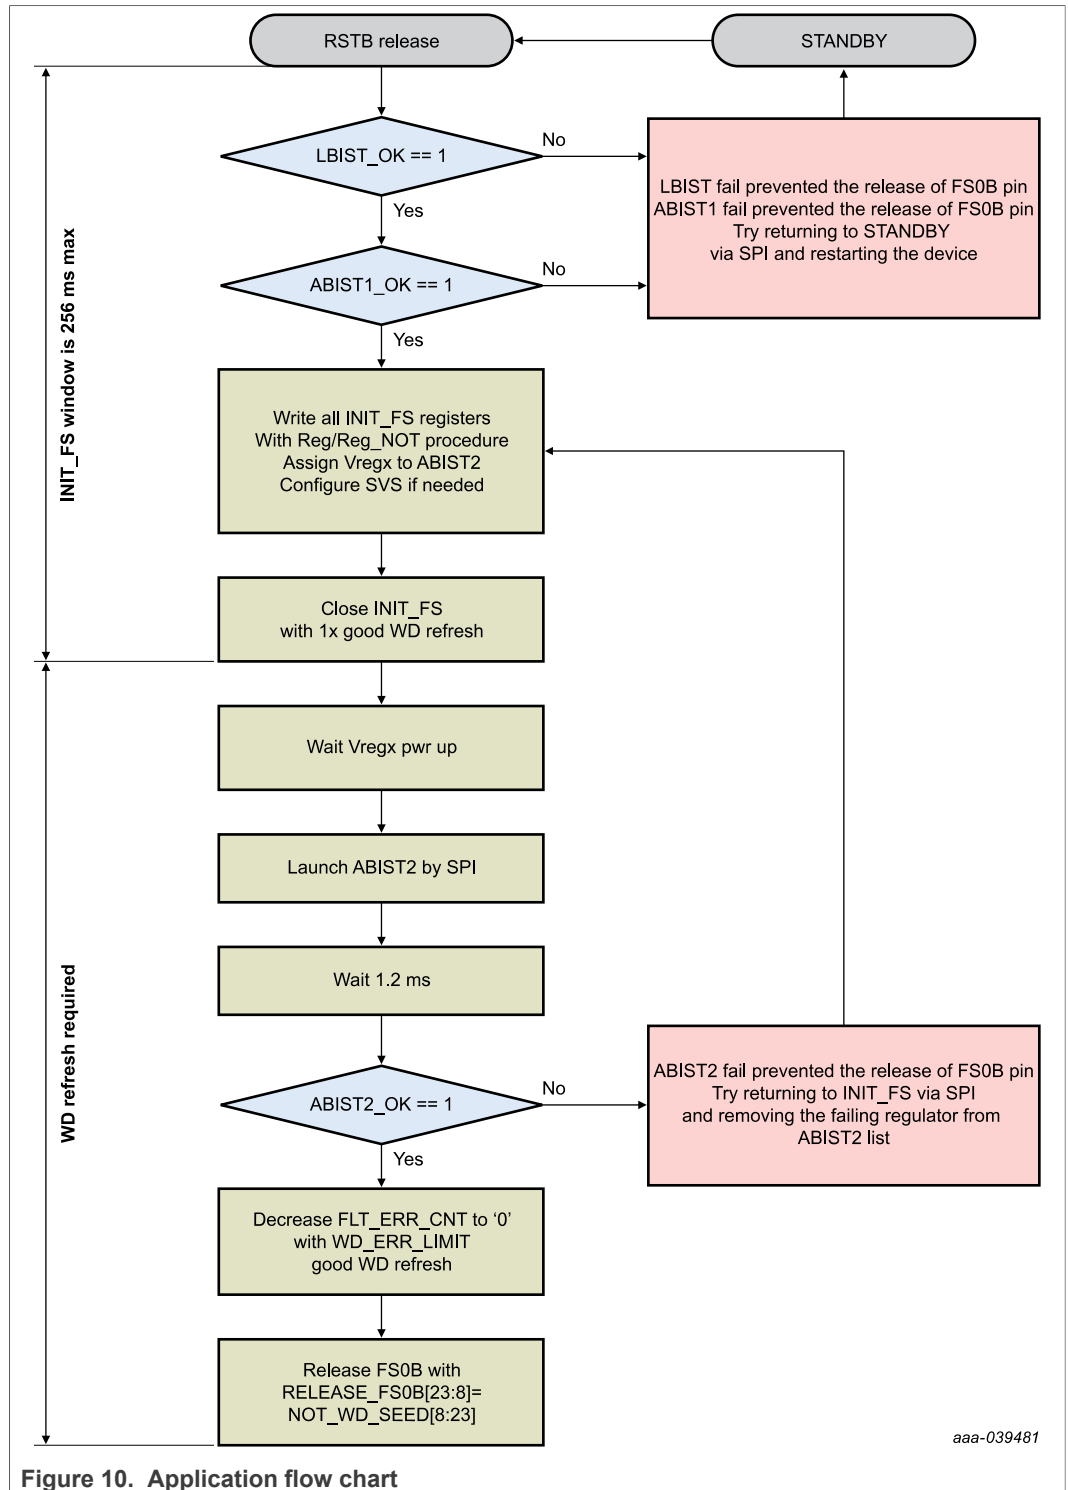 RSTB release
STANDBY
LBIST_OK == 1
No
Yes
LBIST fail prevented the release of FS0B pin
ABIST1 fail prevented the release of FS0B pin
Try returning to STANDBY
via SPI and restarting the device
ABIST1_OK == 1
No
Yes
INIT_FS window is 256 ms max
Write all INIT_FS registers
With Reg/Reg_NOT procedure
Assign Vregx to ABIST2
Configure SVS if needed
Close INIT_FS
with 1x good WD refresh
Wait Vregx pwr up
Launch ABIST2 by SPI
Wait 1.2 ms
WD refresh required
ABIST2_OK == 1
No
Yes
ABIST2 fail prevented the release of FS0B pin
Try returning to INIT_FS via SPI
and removing the failing regulator from
ABIST2 list
Decrease FLT_ERR_CNT to ‘0’
with WD_ERR_LIMIT
good WD refresh
Release FS0B with
RELEASE_FS0B[23:8]=
NOT_WD_SEED[8:23]
aaa-039481
Figure 10. Application flow chart